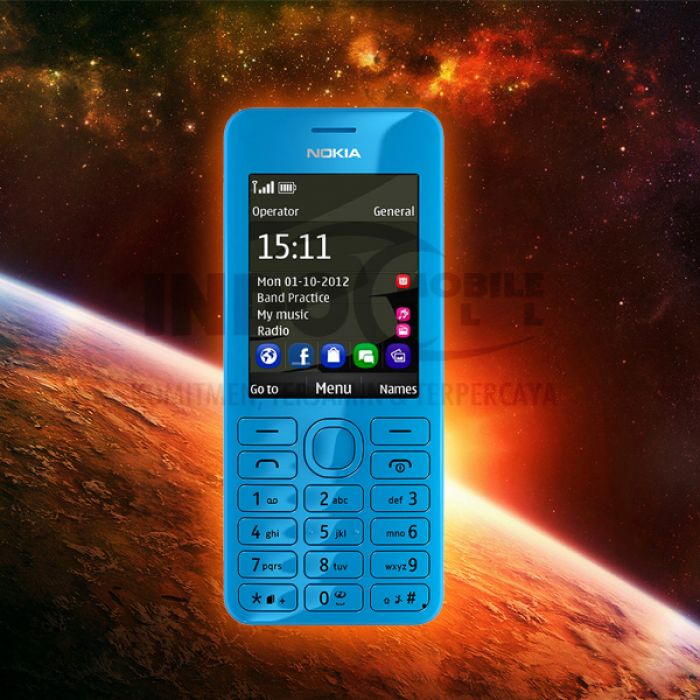 NOKIA
Operator General
15:11
Mon 01-10-2012
Band Practice
My music
Radio
Go to Menu Names
1 2 abc def 3
4 ghi 5 jkl mno 6
7 pqrs 8 tuv wxyz 9
* + 0 #
MOBILE
TERPERCAYA